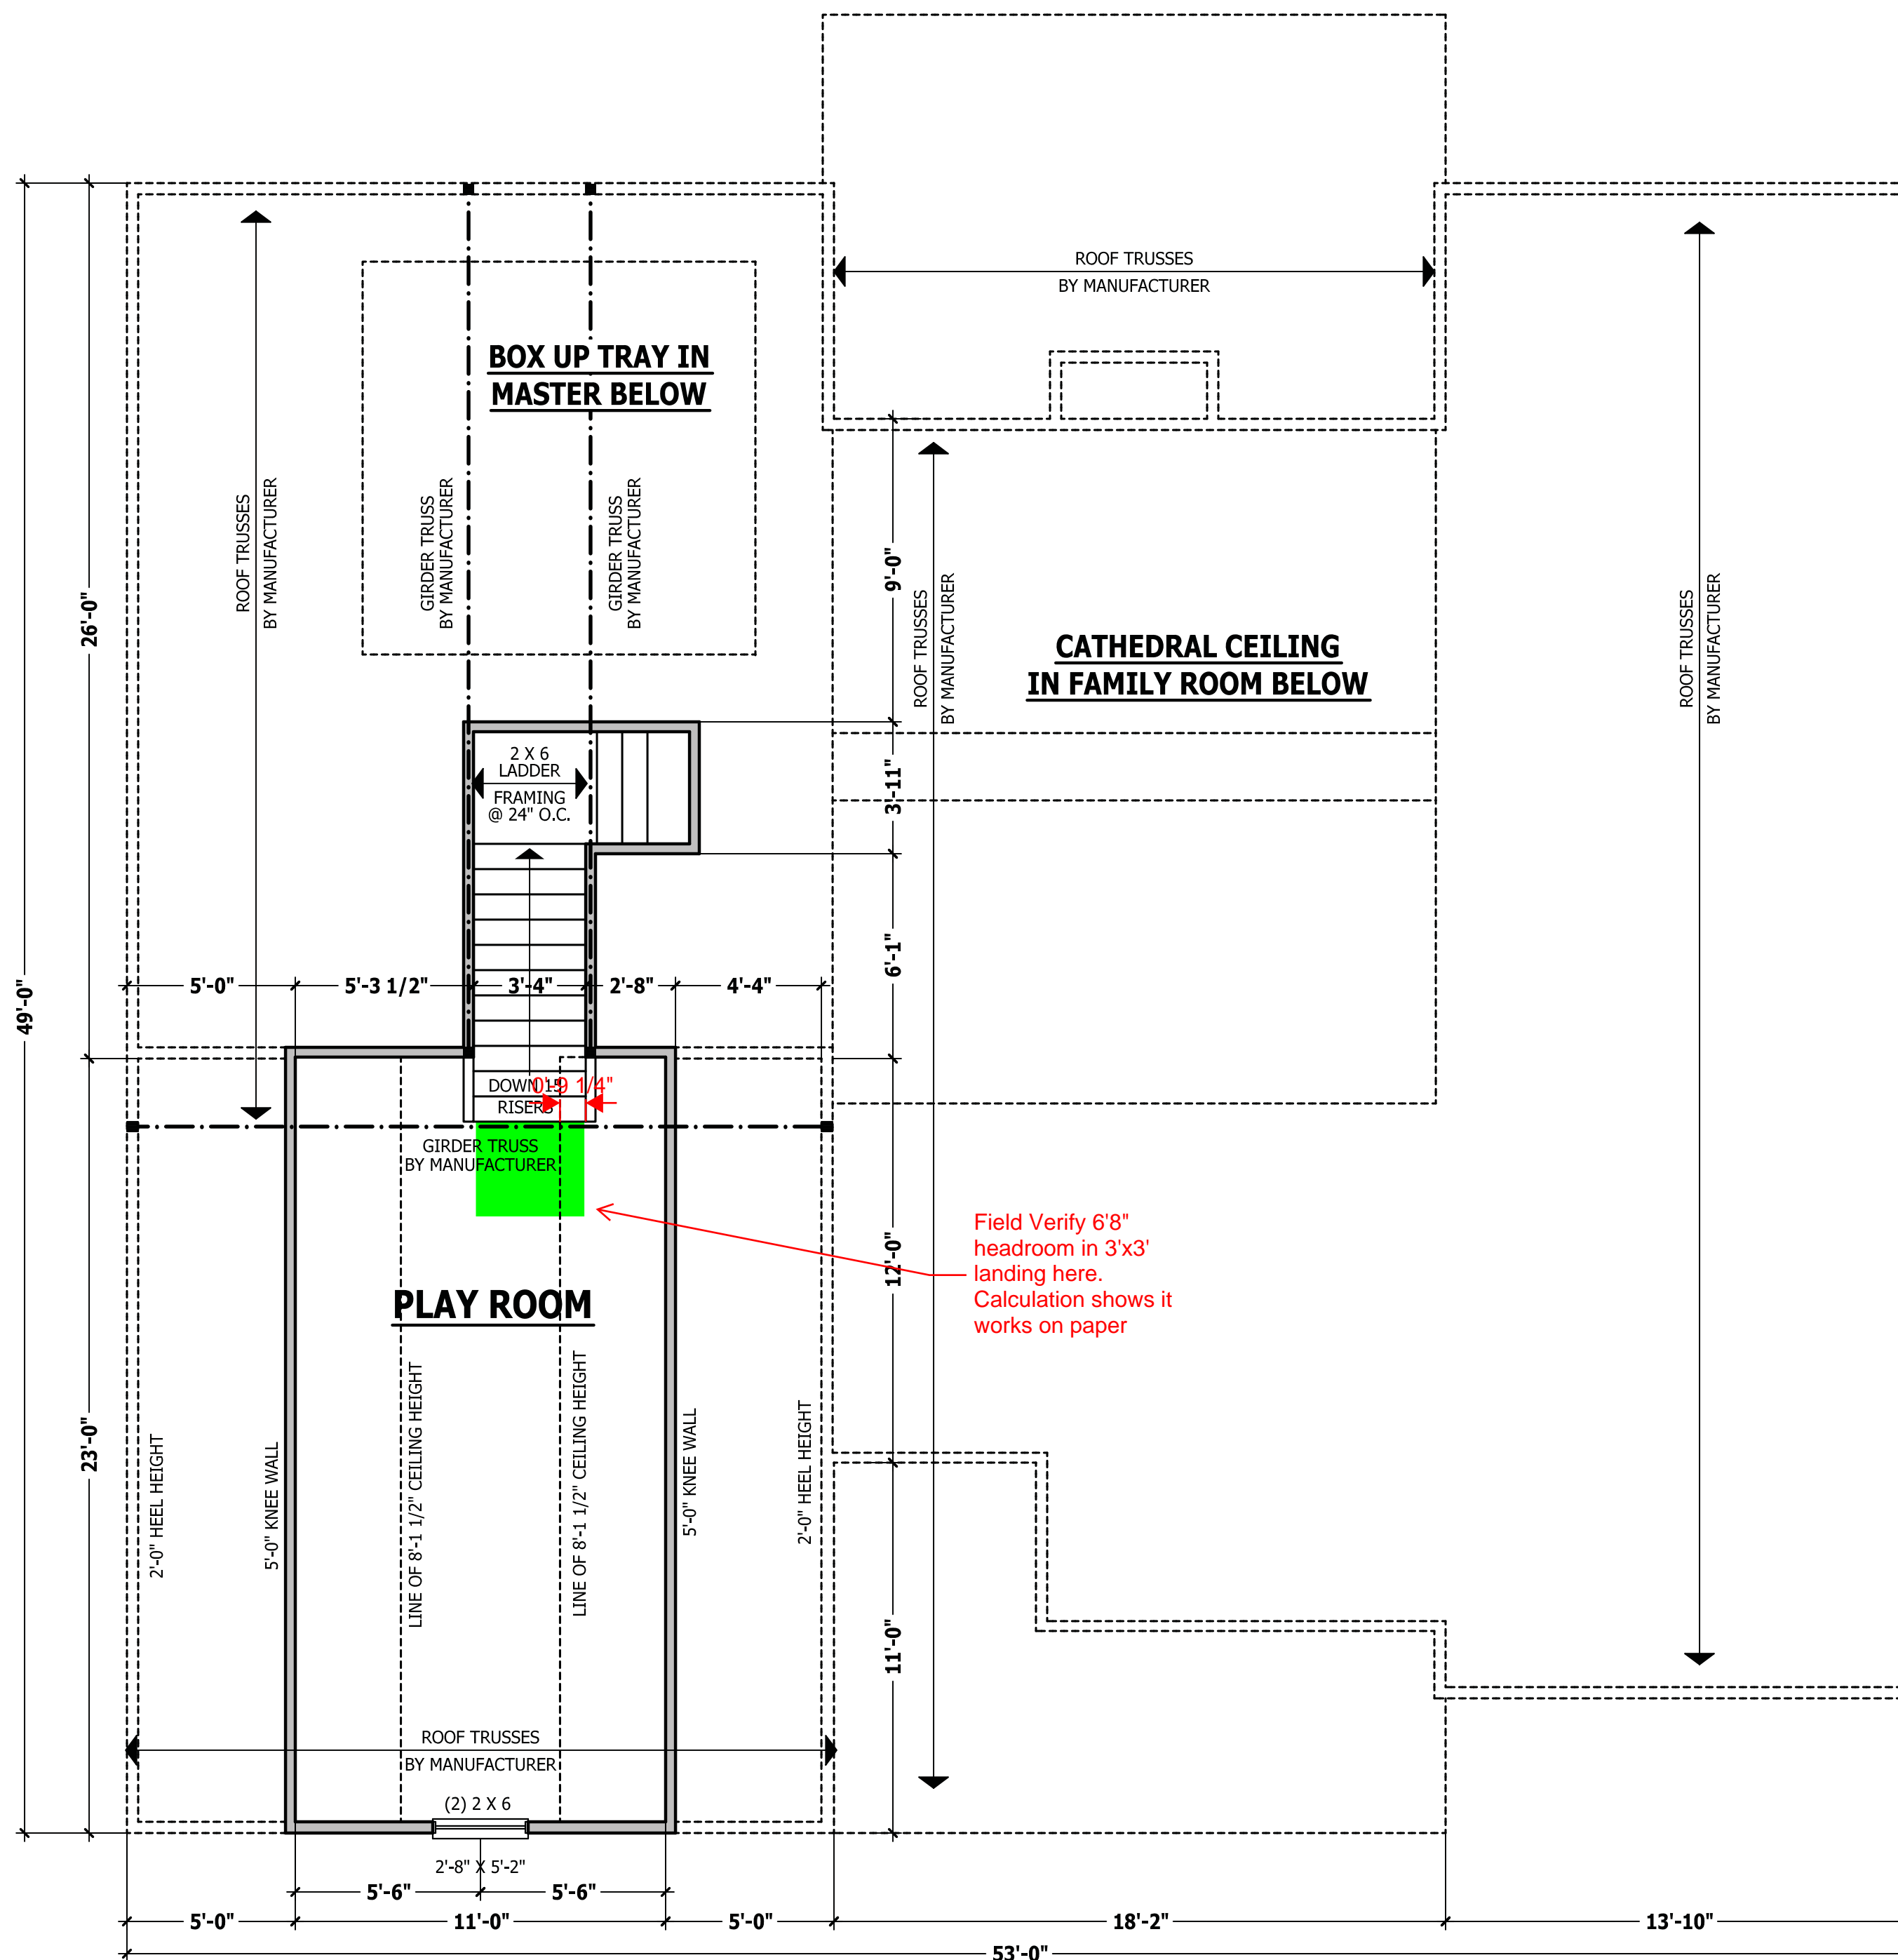 ROOF TRUSSES
BY MANUFACTURER
BOX UP TRAY IN
MASTER BELOW
ROOF TRUSSES
BY MANUFACTURER
GIRDER TRUSS
BY MANUFACTURER
GIRDER TRUSS
BY MANUFACTURER
9'-0"
26'-0"
ROOF TRUSSES
BY MANUFACTURER
CATHEDRAL CEILING
IN FAMILY ROOM BELOW
ROOF TRUSSES
BY MANUFACTURER
2 X 6
LADDER
FRAMING
@ 24" O.C.
3'-11"
6'-1"
49'-0"
5'-0"
5'-3 1/2"
3'-4"
2'-8"
4'-4"
DOWN 15
RISERS
0'-9 1/4"
GIRDER TRUSS
BY MANUFACTURER
Field Verify 6'8"
headroom in 3'x3'
landing here.
Calculation shows it
works on paper
12'-0"
PLAY ROOM
23'-0"
2'-0" HEEL HEIGHT
5'-0" KNEE WALL
LINE OF 8'-1 1/2" CEILING HEIGHT
LINE OF 8'-1 1/2" CEILING HEIGHT
5'-0" KNEE WALL
2'-0" HEEL HEIGHT
11'-0"
ROOF TRUSSES
BY MANUFACTURER
(2) 2 X 6
2'-8" X 5'-2"
5'-6"
5'-6"
5'-0"
11'-0"
5'-0"
18'-2"
13'-10"
53'-0"